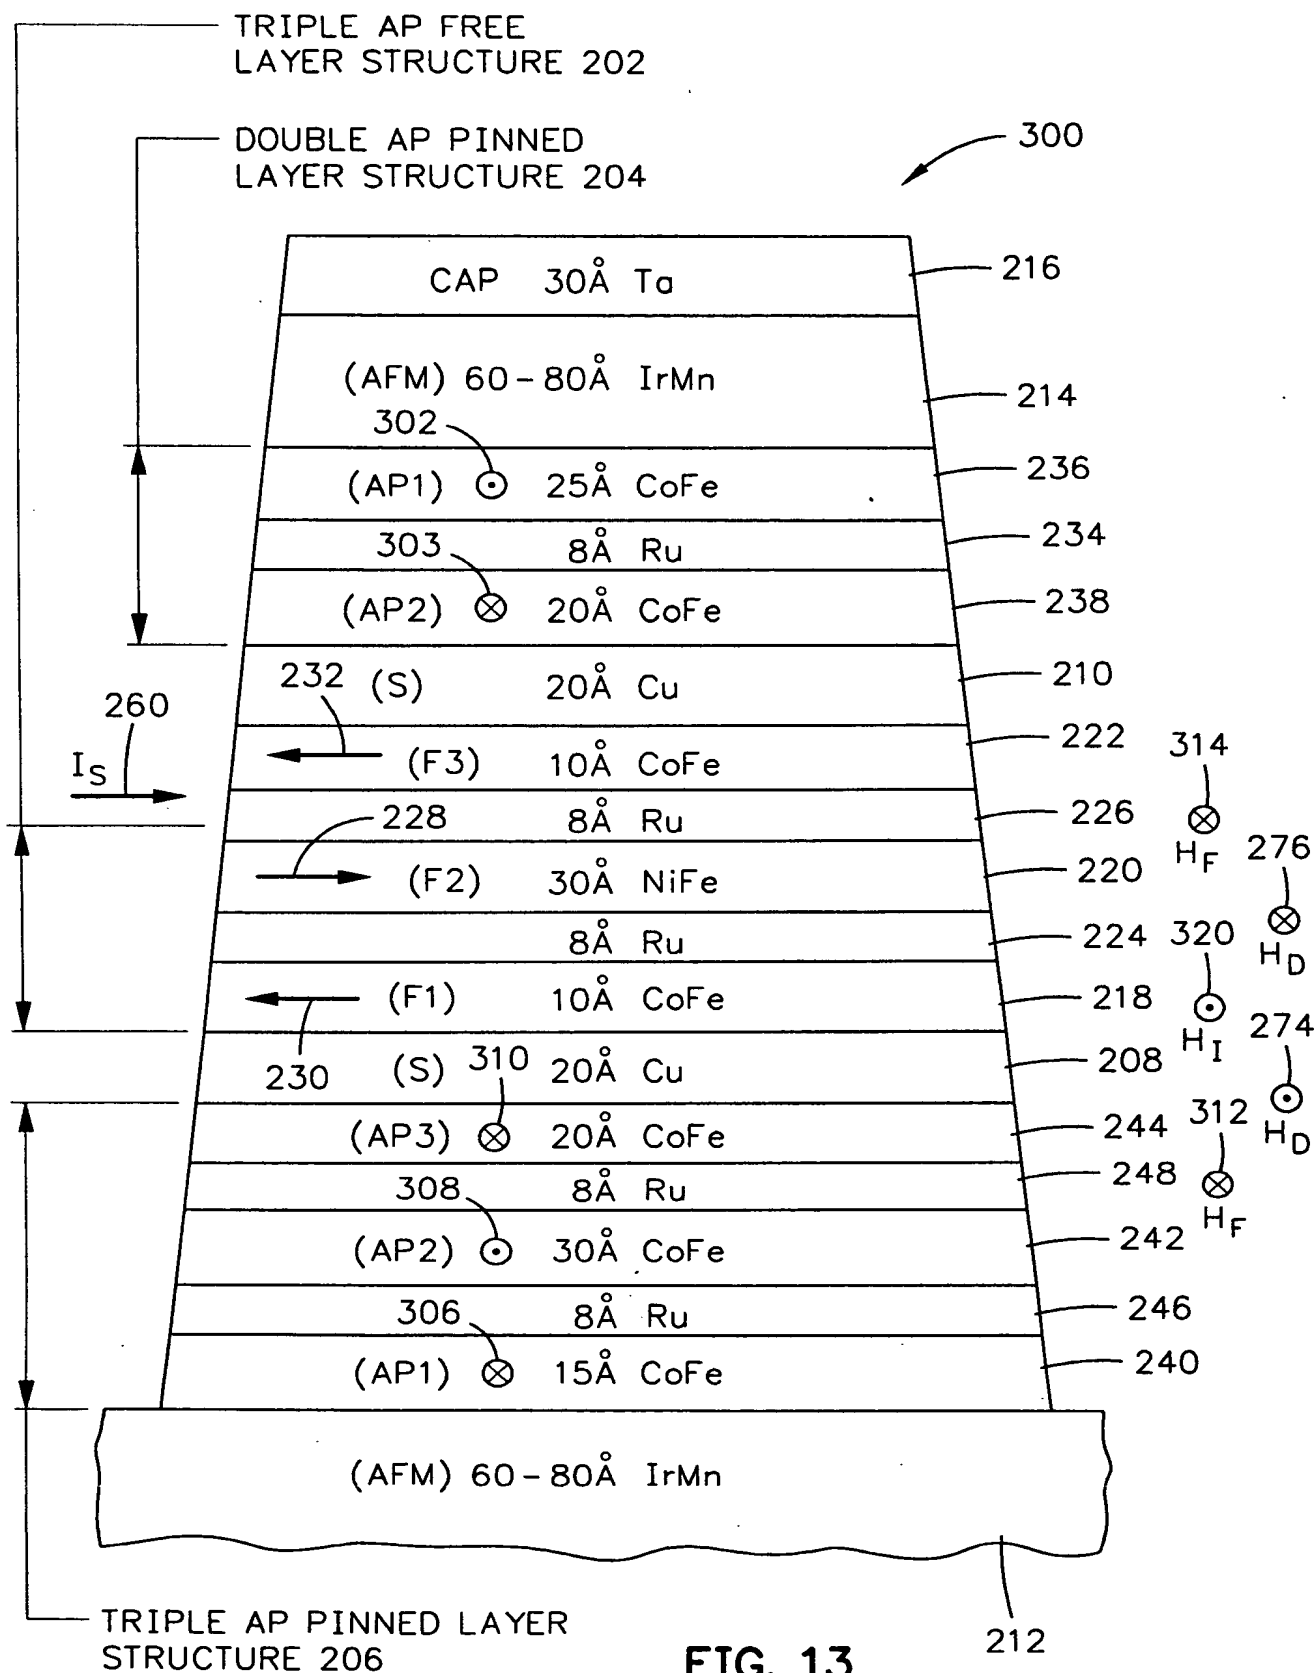 TRIPLE AP FREE
LAYER STRUCTURE 202
DOUBLE AP PINNED
LAYER STRUCTURE 204
300
CAP 30Å Ta
216
(AFM) 60-80Å IrMn
214
302
(AP1) 25Å CoFe
236
303
8Å Ru
234
(AP2) 20Å CoFe
238
232
(S) 20Å Cu
210
260
IS
(F3) 10Å CoFe
222
314
228
8Å Ru
226
HF
276
(F2) 30Å NiFe
220
8Å Ru
224
320
HD
(F1) 10Å CoFe
218
HI
274
230
(S)
310
20Å Cu
208
(AP3) 20Å CoFe
244
312
HD
308
8Å Ru
248
HF
(AP2) 30Å CoFe
242
306
8Å Ru
246
(AP1) 15Å CoFe
240
(AFM) 60-80Å IrMn
212
TRIPLE AP PINNED LAYER
STRUCTURE 206
FIG. 13